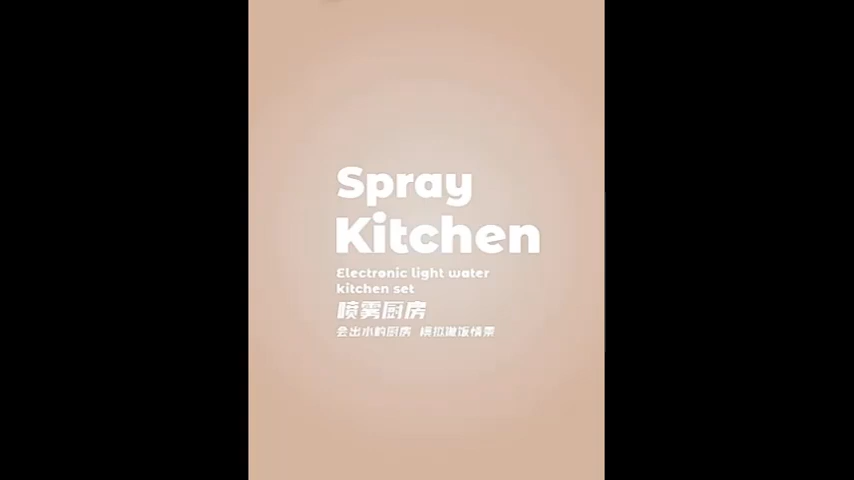 Spray
Kitchen
Electronic light water
kitchen set
喷雾厨房
会出水的厨房 模拟做饭情景